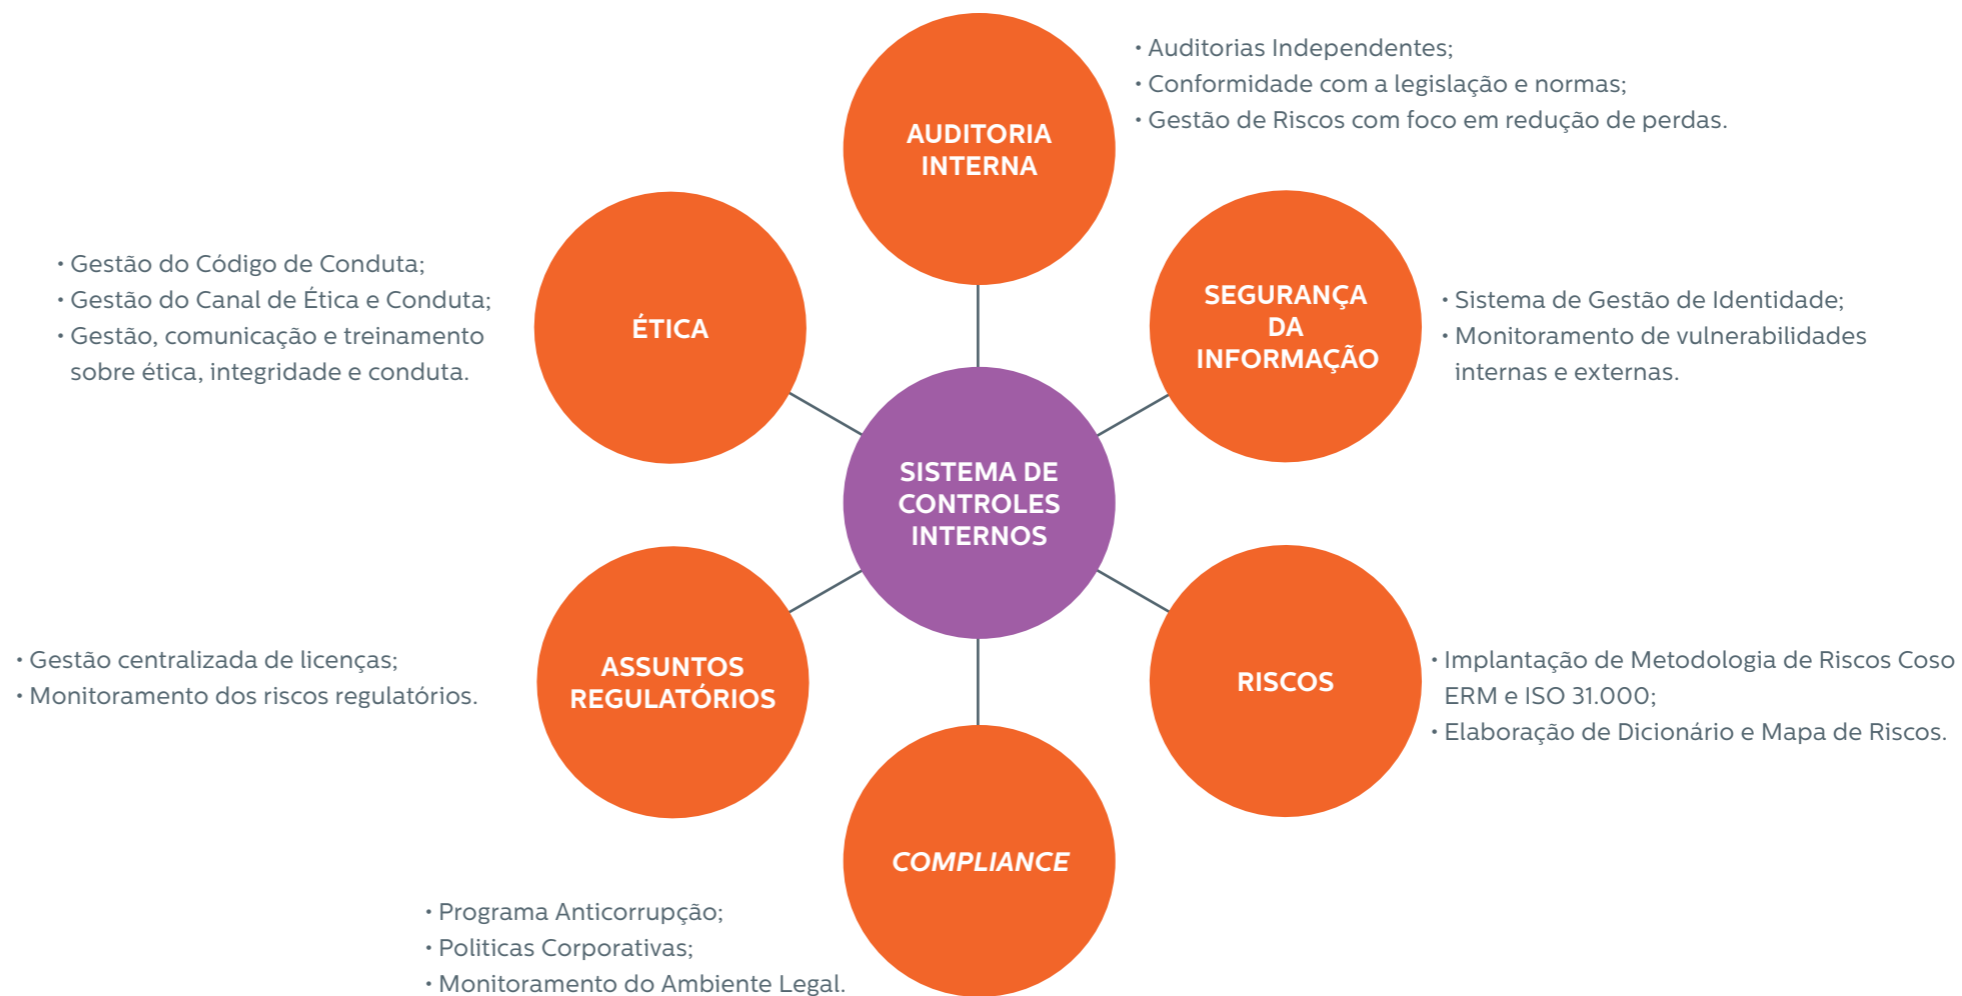 AUDITORIA
INTERNA
• Auditorias Independentes;
• Conformidade com a legislação e normas;
• Gestão de Riscos com foco em redução de perdas.
SEGURANÇA
DA
INFORMAÇÃO
• Sistema de Gestão de Identidade;
• Monitoramento de vulnerabilidades
internas e externas.
RISCOS
• Implantação de Metodologia de Riscos Coso
ERM e ISO 31.000;
• Elaboração de Dicionário e Mapa de Riscos.
COMPLIANCE
• Programa Anticorrupção;
• Politicas Corporativas;
• Monitoramento do Ambiente Legal.
ASSUNTOS
REGULATÓRIOS
• Gestão centralizada de licenças;
• Monitoramento dos riscos regulatórios.
ÉTICA
• Gestão do Código de Conduta;
• Gestão do Canal de Ética e Conduta;
• Gestão, comunicação e treinamento
sobre ética, integridade e conduta.
SISTEMA DE
CONTROLES
INTERNOS